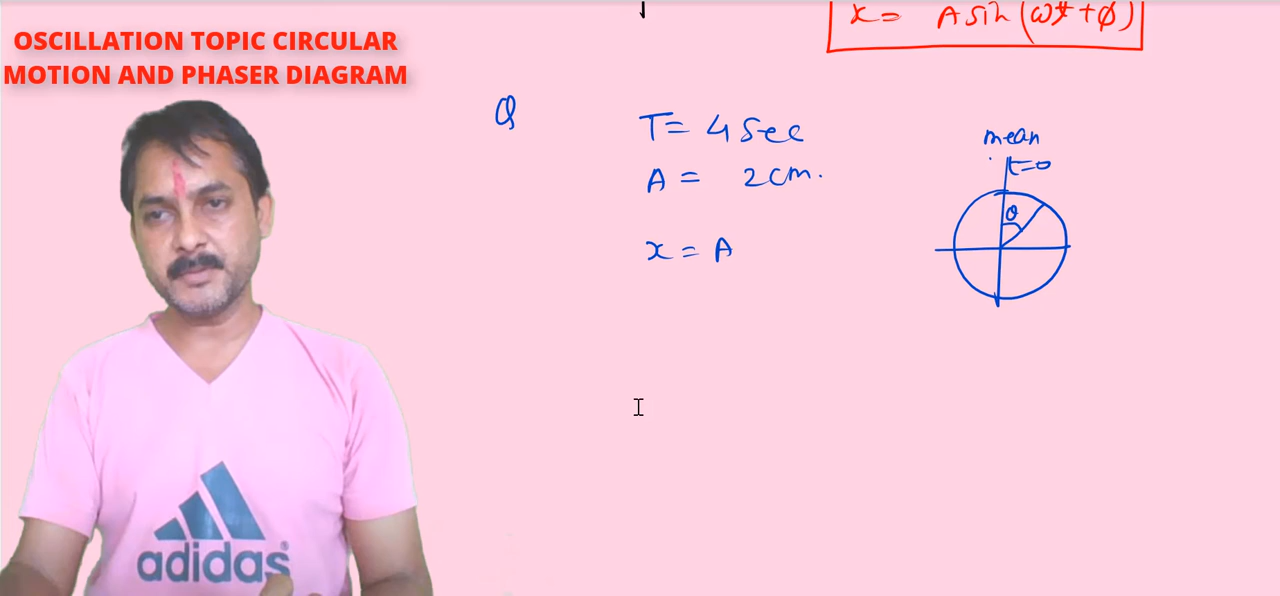 OSCILLATION TOPIC CIRCULAR
MOTION AND PHASER DIAGRAM
x = A sin (ωt + φ)
Q
T = 4 Sec
A = 2 cm.
x = A
mean
t=0
θ
adidas